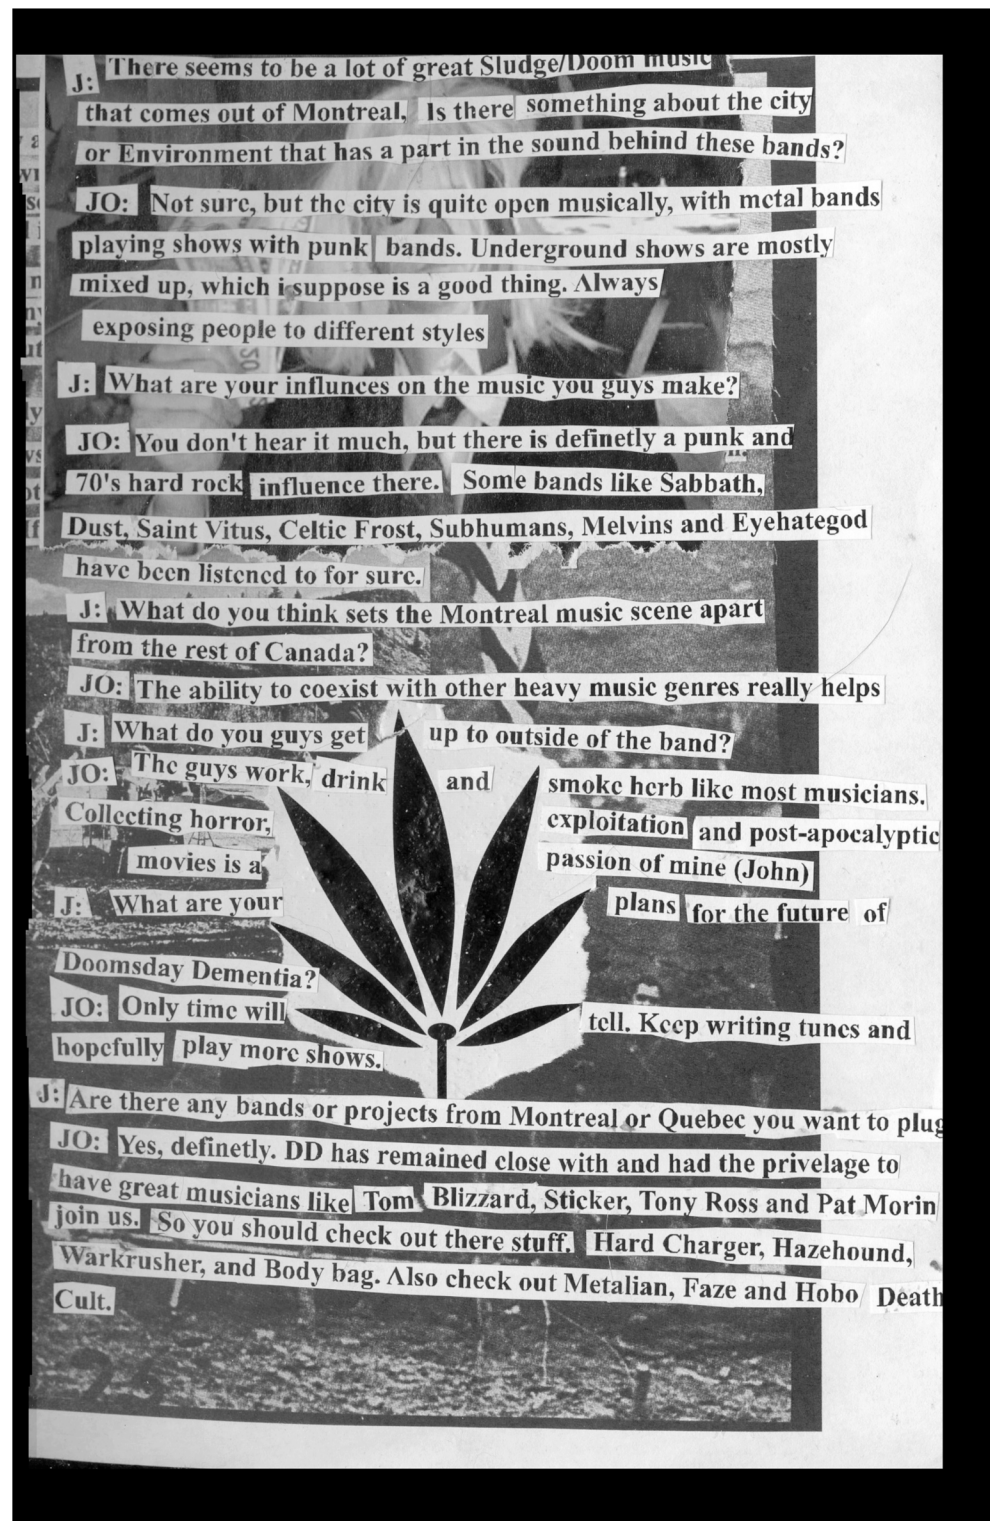 J: There seems to be a lot of great Sludge/Doom music
that comes out of Montreal, Is there something about the city
or Environment that has a part in the sound behind these bands?
JO: Not sure, but the city is quite open musically, with metal bands
playing shows with punk bands. Underground shows are mostly
mixed up, which i suppose is a good thing. Always
exposing people to different styles
J: What are your influnces on the music you guys make?
JO: You don't hear it much, but there is definetly a punk and
70's hard rock influence there. Some bands like Sabbath,
Dust, Saint Vitus, Celtic Frost, Subhumans, Melvins and Eyehategod
have been listened to for sure.
J: What do you think sets the Montreal music scene apart
from the rest of Canada?
JO: The ability to coexist with other heavy music genres really helps
J: What do you guys get up to outside of the band?
JO: The guys work, drink and smoke herb like most musicians.
Collecting horror, exploitation and post-apocalyptic
movies is a passion of mine (John)
J: What are your plans for the future of
Doomsday Dementia?
JO: Only time will tell. Keep writing tunes and
hopefully play more shows.
J: Are there any bands or projects from Montreal or Quebec you want to plug
JO: Yes, definetly. DD has remained close with and had the privelage to
have great musicians like Tom Blizzard, Sticker, Tony Ross and Pat Morin
join us. So you should check out there stuff. Hard Charger, Hazehound,
Warkrusher, and Body bag. Also check out Metalian, Faze and Hobo Death
Cult.